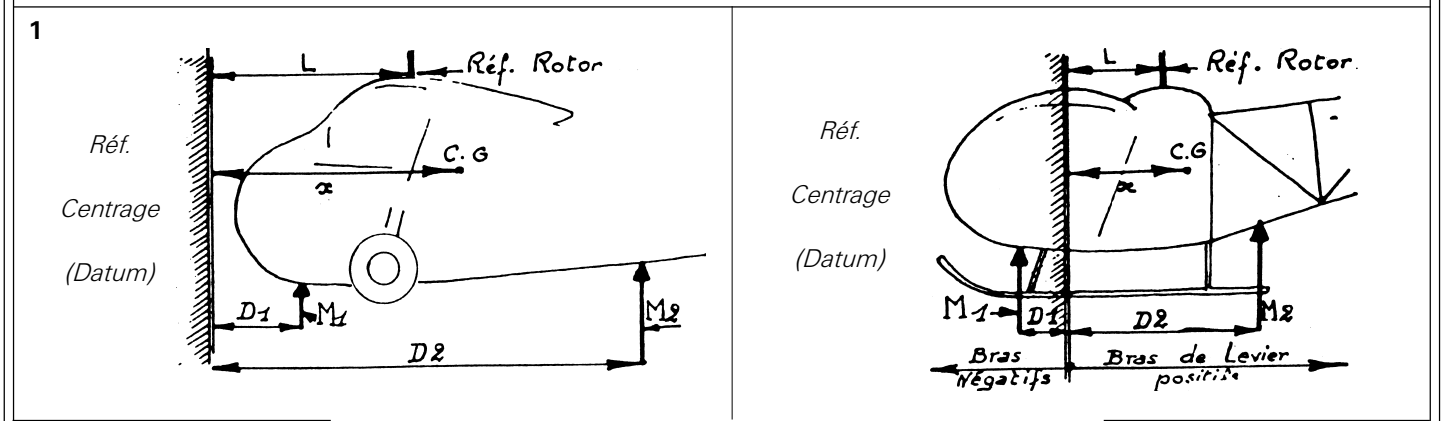 1
L
Réf. Rotor
Réf.
Centrage
(Datum)
C.G
x
D1
M1
M2
D2
L
Réf. Rotor
Réf.
Centrage
(Datum)
C.G
x
M1
D1
D2
M2
Bras
Négatifs
Bras de Levier
positifs